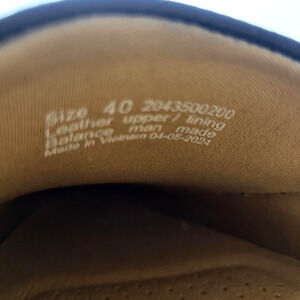 Size 40 2043500200
Leather upper/ lining
Balance man made
Made in Vietnam 04-05-2024